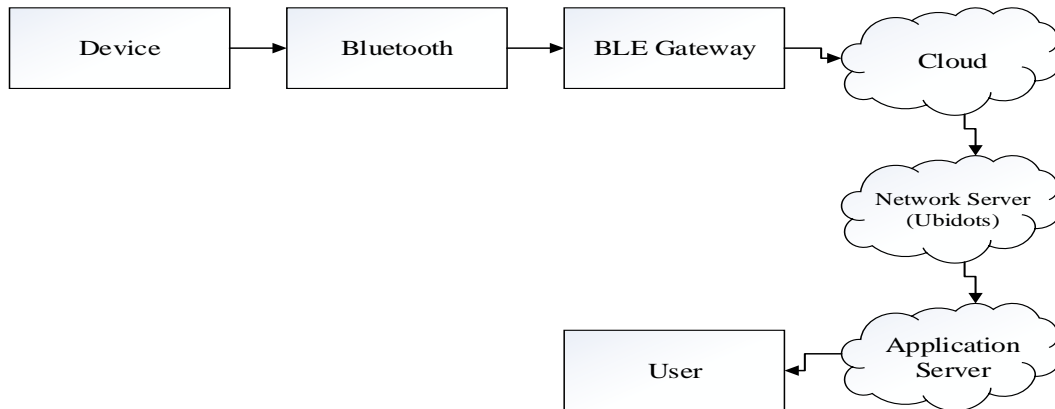 Device
Bluetooth
BLE Gateway
Cloud
Network Server
(Ubidots)
Application
Server
User